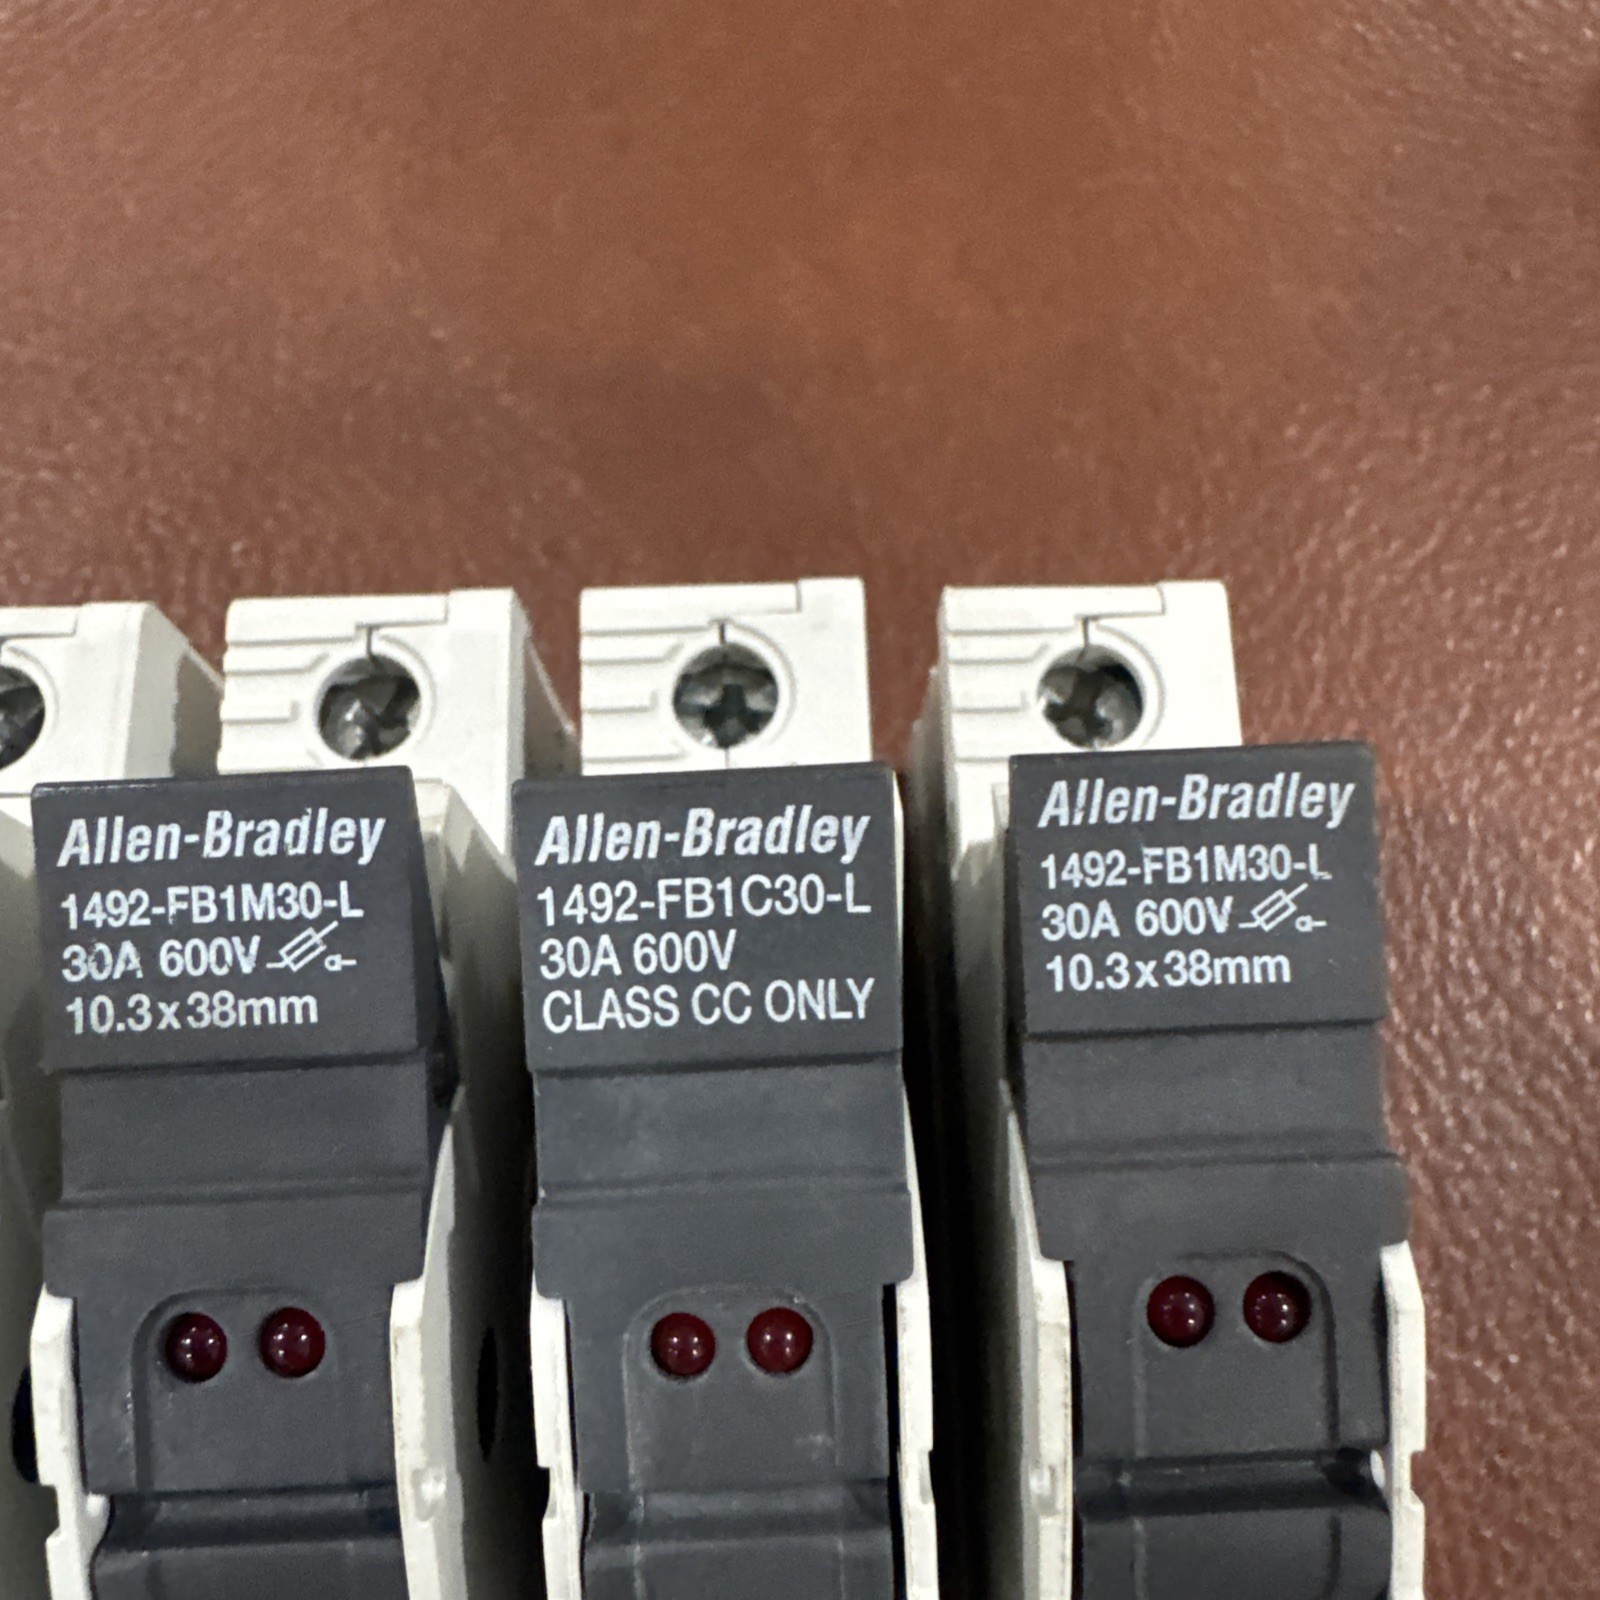 Allen-Bradley
1492-FB1M30-L
30A 600V
10.3x38mm
Allen-Bradley
1492-FB1C30-L
30A 600V
CLASS CC ONLY
Allen-Bradley
1492-FB1M30-L
30A 600V
10.3x38mm